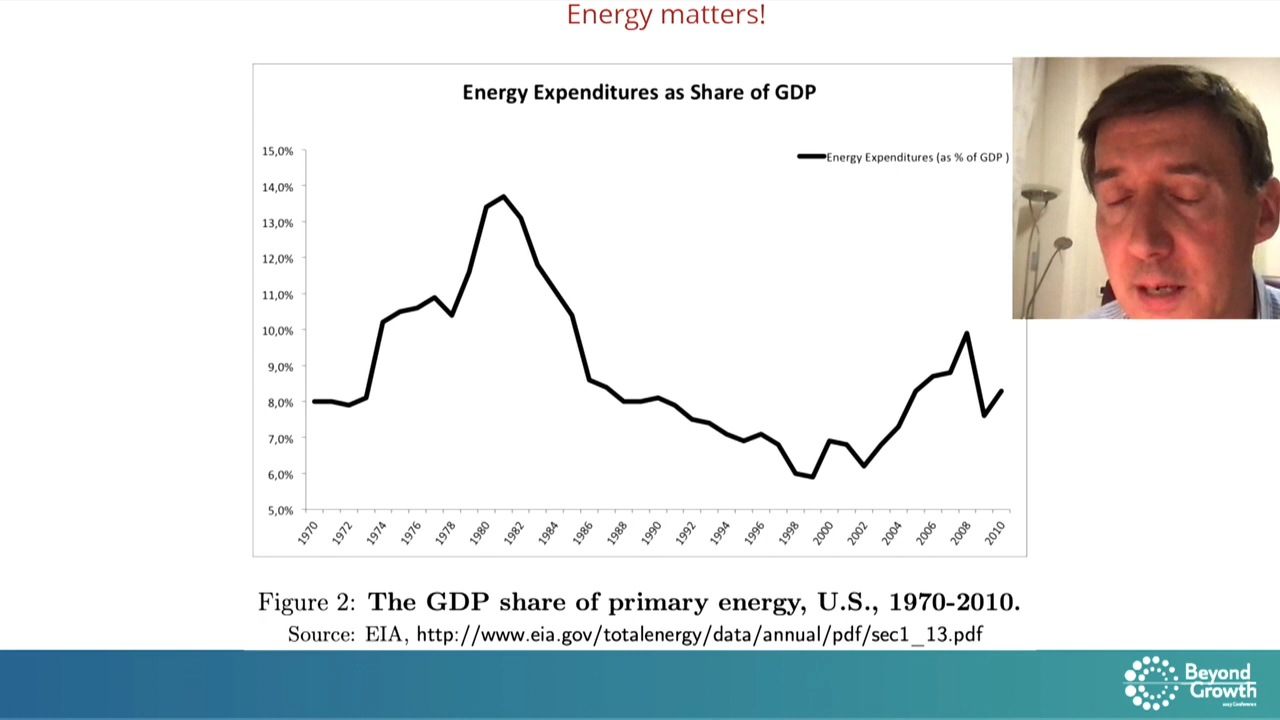 Energy matters!
Energy Expenditures as Share of GDP
Energy Expenditures (as % of GDP )
15,0%
14,0%
13,0%
12,0%
11,0%
10,0%
9,0%
8,0%
7,0%
6,0%
5,0%
1970 1972 1974 1976 1978 1980 1982 1984 1986 1988 1990 1992 1994 1996 1998 2000 2002 2004 2006 2008 2010
Figure 2: The GDP share of primary energy, U.S., 1970-2010.
Source: EIA, http://www.eia.gov/totalenergy/data/annual/pdf/sec1_13.pdf
Beyond
Growth
Conference